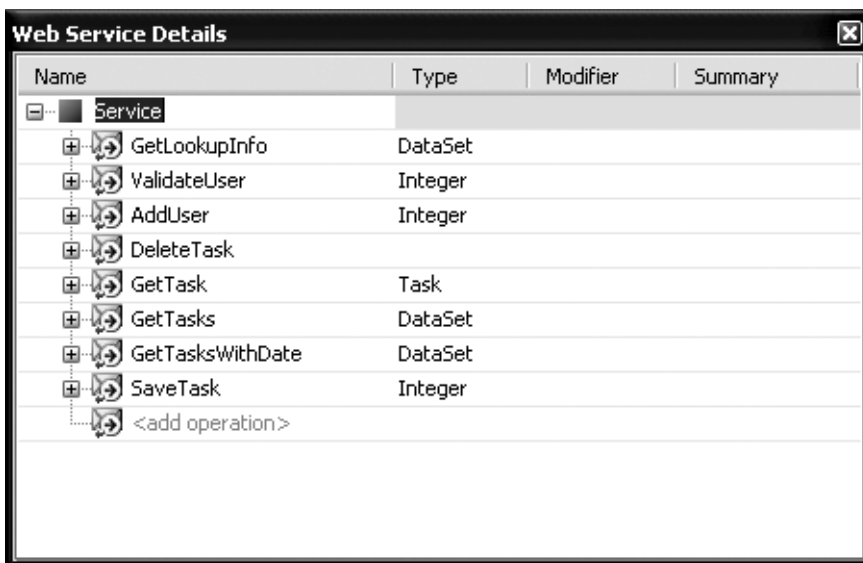 Web Service Details
Name Type Modifier Summary
Service
GetLookupInfo DataSet
ValidateUser Integer
AddUser Integer
DeleteTask
GetTask Task
GetTasks DataSet
GetTasksWithDate DataSet
SaveTask Integer
<add operation>